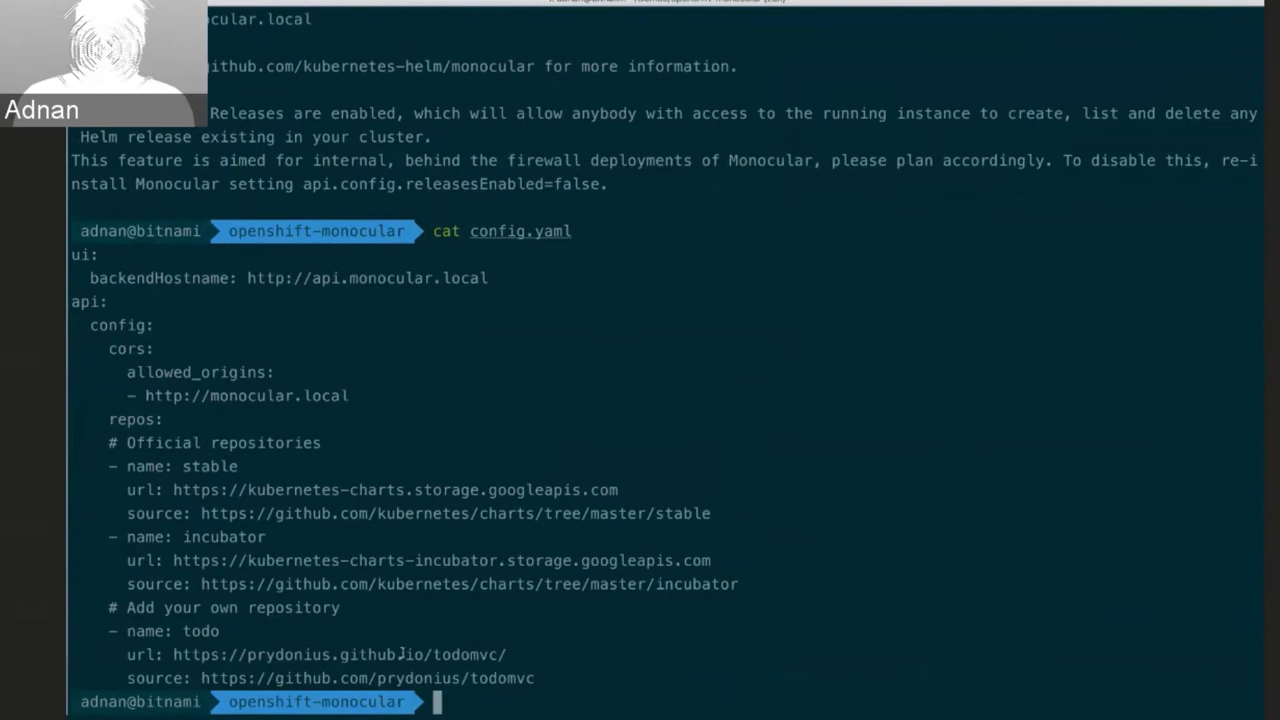 cular.local
github.com/kubernetes-helm/monocular for more information.
Adnan
Releases are enabled, which will allow anybody with access to the running instance to create, list and delete any
Helm release existing in your cluster.
This feature is aimed for internal, behind the firewall deployments of Monocular, please plan accordingly. To disable this, re-i
nstall Monocular setting api.config.releasesEnabled=false.
adnan@bitnami openshift-monocular cat config.yaml
ui:
backendHostname: http://api.monocular.local
api:
config:
cors:
allowed_origins:
- http://monocular.local
repos:
# Official repositories
- name: stable
url: https://kubernetes-charts.storage.googleapis.com
source: https://github.com/kubernetes/charts/tree/master/stable
- name: incubator
url: https://kubernetes-charts-incubator.storage.googleapis.com
source: https://github.com/kubernetes/charts/tree/master/incubator
# Add your own repository
- name: todo
url: https://prydonius.github.io/todomvc/
source: https://github.com/prydonius/todomvc
adnan@bitnami openshift-monocular